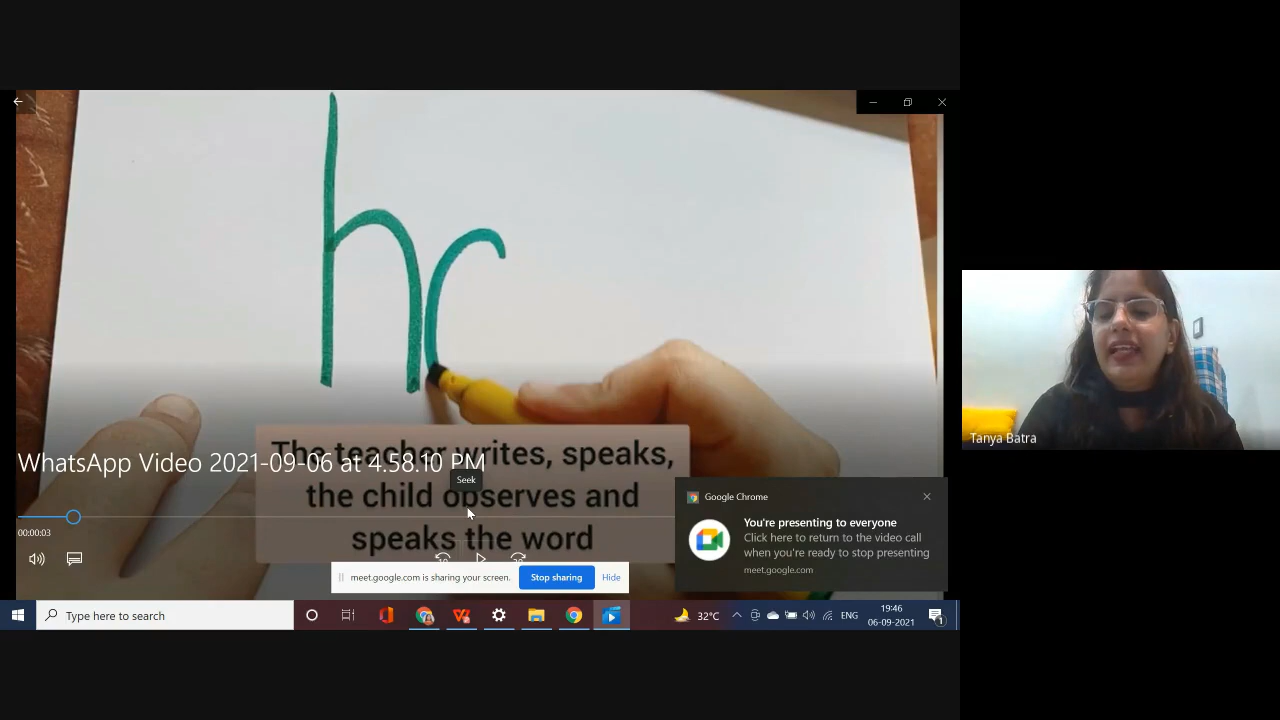 hc
The teacher writes, speaks,
WhatsApp Video 2021-09-06 at 4.58.10 PM
Seek
the child observes and
speaks the word
00:00:03
Google Chrome
You're presenting to everyone
Click here to return to the video call
when you're ready to stop presenting
meet.google.com
meet.google.com is sharing your screen.
Stop sharing
Hide
Tanya Batra
Type here to search
32°C
ENG
19:46
06-09-2021
1